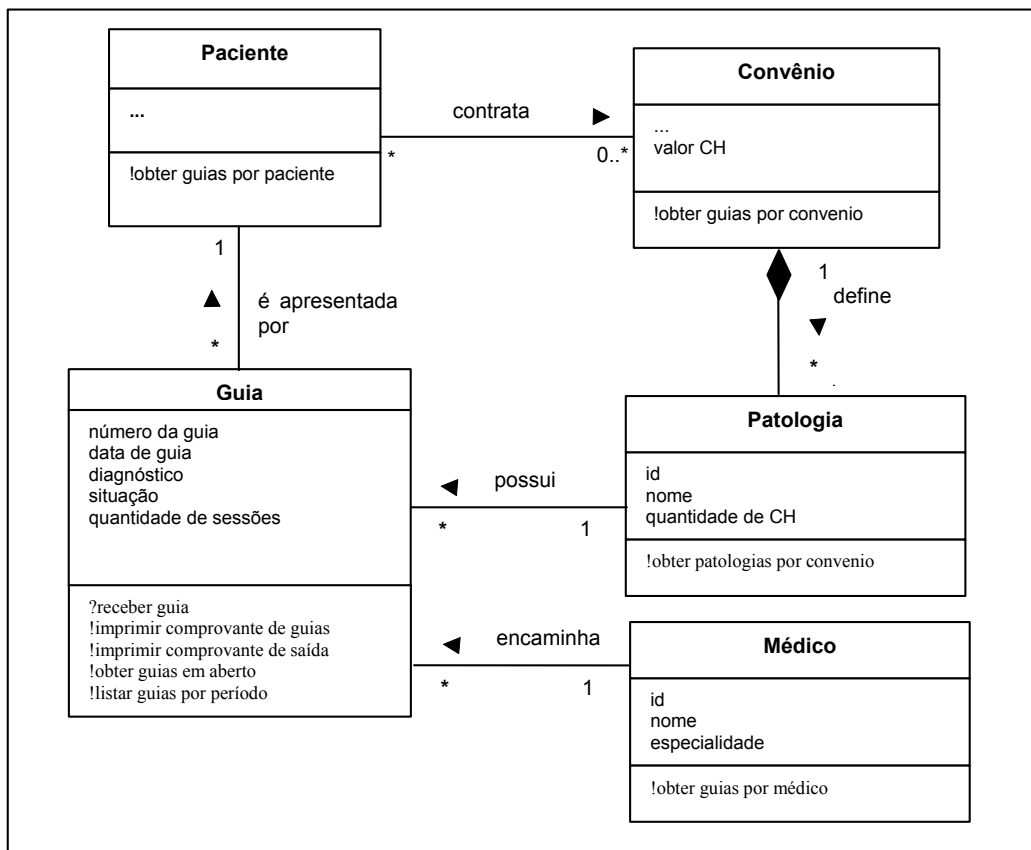 Paciente
...
!obter guias por paciente
contrata
*
0..*
Convênio
...
valor CH
!obter guias por convenio
1
é apresentada
por
*
1
define
*
Guia
número da guia
data de guia
diagnóstico
situação
quantidade de sessões
?receber guia
!imprimir comprovante de guias
!imprimir comprovante de saída
!obter guias em aberto
!listar guias por período
possui
*
1
Patologia
id
nome
quantidade de CH
!obter patologias por convenio
encaminha
*
1
Médico
id
nome
especialidade
!obter guias por médico